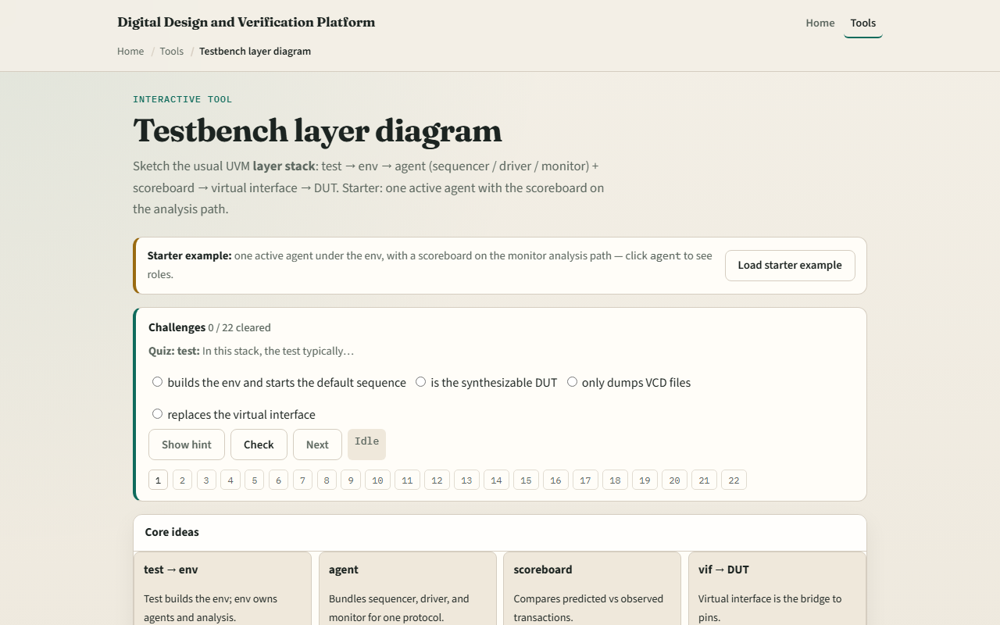 Digital Design and Verification Platform
Home Tools
Home / Tools / Testbench layer diagram
INTERACTIVE TOOL
Testbench layer diagram
Sketch the usual UVM layer stack: test → env → agent (sequencer / driver / monitor) +
scoreboard → virtual interface → DUT. Starter: one active agent with the scoreboard on
the analysis path.
Starter example: one active agent under the env, with a scoreboard on the monitor analysis path — click agent to see
roles.
Load starter example
Challenges 0 / 22 cleared
Quiz: test: In this stack, the test typically…
builds the env and starts the default sequence is the synthesizable DUT only dumps VCD files
replaces the virtual interface
Show hint Check Next Idle
1 2 3 4 5 6 7 8 9 10 11 12 13 14 15 16 17 18 19 20 21 22
Core ideas
test → env
Test builds the env; env owns
agents and analysis.
agent
Bundles sequencer, driver, and
monitor for one protocol.
scoreboard
Compares predicted vs observed
transactions.
vif → DUT
Virtual interface is the bridge to
pins.